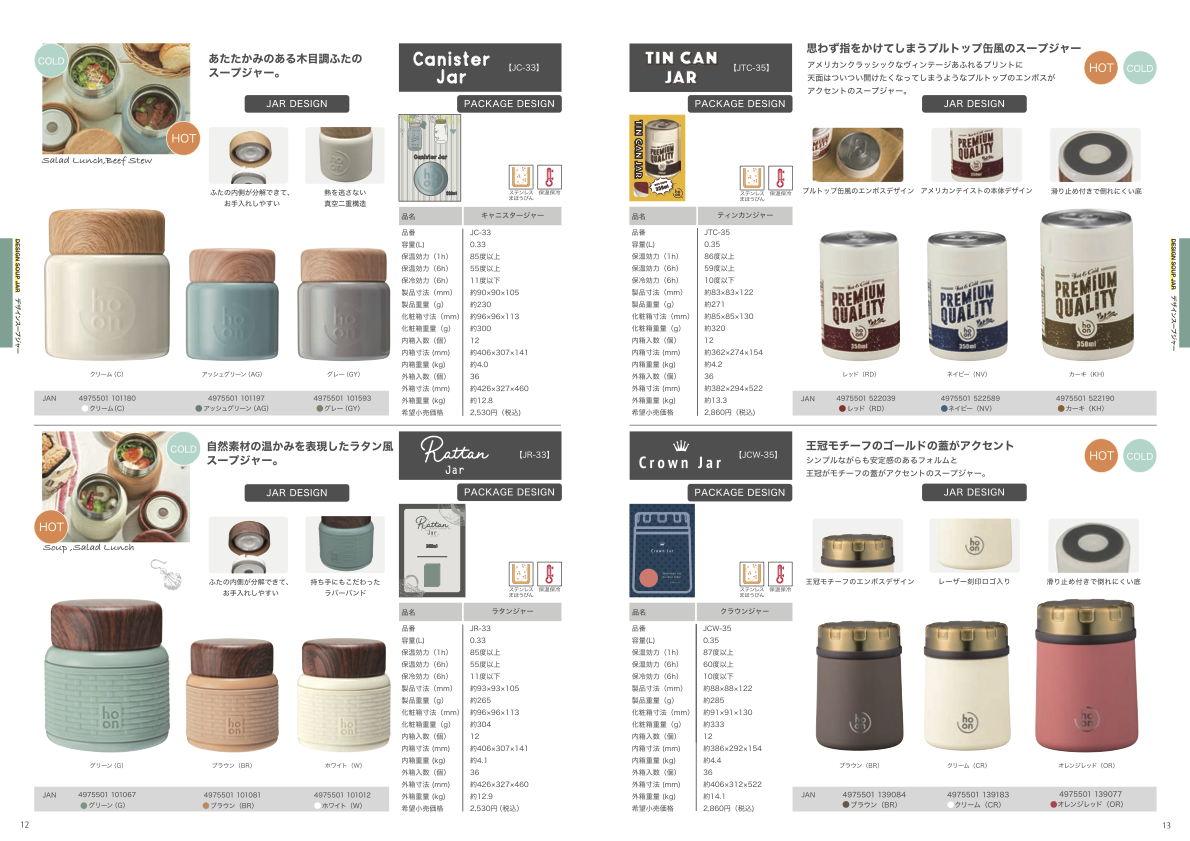 COLD
HOT
Salad Lunch,Beef Stew
あたたかみのある木目調ふたの
スープジャー。
JAR DESIGN
ふたの内側が分解できて、
お手入れしやすい
熱を逃さない
真空二重構造
Canister
Jar
【JC-33】
PACKAGE DESIGN
Canister Jar
ステンレス
まほうびん
保温保冷
品名 キャニスタージャー
品番 JC-33
容量(L) 0.33
保温効力（1h） 85度以上
保温効力（6h） 55度以上
保冷効力（6h） 11度以下
製品寸法（mm） 約90×90×105
製品重量（g） 約230
化粧箱寸法（mm） 約96×96×113
化粧箱重量（g） 約300
内箱入数（個） 12
内箱寸法 (mm) 約406×307×141
内箱重量 (kg) 約4.0
外箱入数（個） 36
外箱寸法 (mm) 約426×327×460
外箱重量 (kg) 約12.8
希望小売価格 2,530円（税込）
ho
on
クリーム（C）
アッシュグリーン（AG）
グレー（GY）
JAN 4975501 101180 4975501 101197 4975501 101593
クリーム(C) アッシュグリーン（AG） グレー（GY）
DESIGN SOUP JAR デザインスープジャー
COLD
HOT
Soup ,Salad Lunch
自然素材の温かみを表現したラタン風
スープジャー。
JAR DESIGN
ふたの内側が分解できて、
お手入れしやすい
持ち手にもこだわった
ラバーバンド
Rattan
Jar
【JR-33】
PACKAGE DESIGN
Rattan
Jar
ステンレス
まほうびん
保温保冷
品名 ラタンジャー
品番 JR-33
容量(L) 0.33
保温効力（1h） 85度以上
保温効力（6h） 55度以上
保冷効力（6h） 11度以下
製品寸法（mm） 約93×93×105
製品重量（g） 約265
化粧箱寸法（mm） 約96×96×113
化粧箱重量（g） 約304
内箱入数（個） 12
内箱寸法 (mm) 約406×307×141
内箱重量 (kg) 約4.1
外箱入数（個） 36
外箱寸法 (mm) 約426×327×460
外箱重量 (kg) 約12.9
希望小売価格 2,530円（税込）
ho
on!
グリーン（G）
ブラウン（BR）
ホワイト（W）
JAN 4975501 101067 4975501 101081 4975501 101012
グリーン（G） ブラウン（BR） ホワイト（W）
12
TIN CAN
JAR
【JTC-35】
PACKAGE DESIGN
TIN CAN JAR
PREMIUM
QUALITY
350ml
ステンレス
まほうびん
保温保冷
思わず指をかけてしまうプルトップ缶風のスープジャー
アメリカンクラッシックなヴィンテージあふれるプリントに
天面はついつい開けたくなってしまうようなプルトップのエンボスが
アクセントのスープジャー。
HOT
COLD
JAR DESIGN
プルトップ缶風のエンボスデザイン
アメリカンテイストの本体デザイン
滑り止め付きで倒れにくい底
品名 ティンカンジャー
品番 JTC-35
容量(L) 0.35
保温効力（1h） 86度以上
保温効力（6h） 59度以上
保冷効力（6h） 10度以下
製品寸法（mm） 約83×83×122
製品重量（g） 約271
化粧箱寸法（mm） 約85×85×130
化粧箱重量（g） 約320
内箱入数（個） 12
内箱寸法 (mm) 約362×274×154
内箱重量 (kg) 約4.2
外箱入数（個） 36
外箱寸法 (mm) 約382×294×522
外箱重量 (kg) 約13.3
希望小売価格 2,860円（税込）
Hot & Cold
PREMIUM
QUALITY
ho
on
350ml
レッド（RD）
ネイビー（NV）
カーキ（KH）
JAN 4975501 522039 4975501 522589 4975501 522190
レッド（RD） ネイビー（NV） カーキ（KH）
DESIGN SOUP JAR デザインスープジャー
Crown Jar
【JCW-35】
PACKAGE DESIGN
Crown Jar
ステンレス
まほうびん
保温保冷
王冠モチーフのゴールドの蓋がアクセント
シンプルながらも安定感のあるフォルムと
王冠がモチーフの蓋がアクセントのスープジャー。
HOT
COLD
JAR DESIGN
王冠モチーフのエンボスデザイン
レーザー刻印ロゴ入り
滑り止め付きで倒れにくい底
品名 クラウンジャー
品番 JCW-35
容量(L) 0.35
保温効力（1h） 87度以上
保温効力（6h） 60度以上
保冷効力（6h） 10度以下
製品寸法（mm） 約88×88×122
製品重量（g） 約285
化粧箱寸法（mm） 約91×91×130
化粧箱重量（g） 約333
内箱入数（個） 12
内箱寸法 (mm) 約386×292×154
内箱重量 (kg) 約4.4
外箱入数（個） 36
外箱寸法 (mm) 約406×312×522
外箱重量 (kg) 約14.1
希望小売価格 2,860円（税込）
ho
on
ブラウン（BR）
クリーム（CR）
オレンジレッド（OR）
JAN 4975501 139084 4975501 139183 4975501 139077
ブラウン（BR） クリーム（CR） オレンジレッド（OR）
13